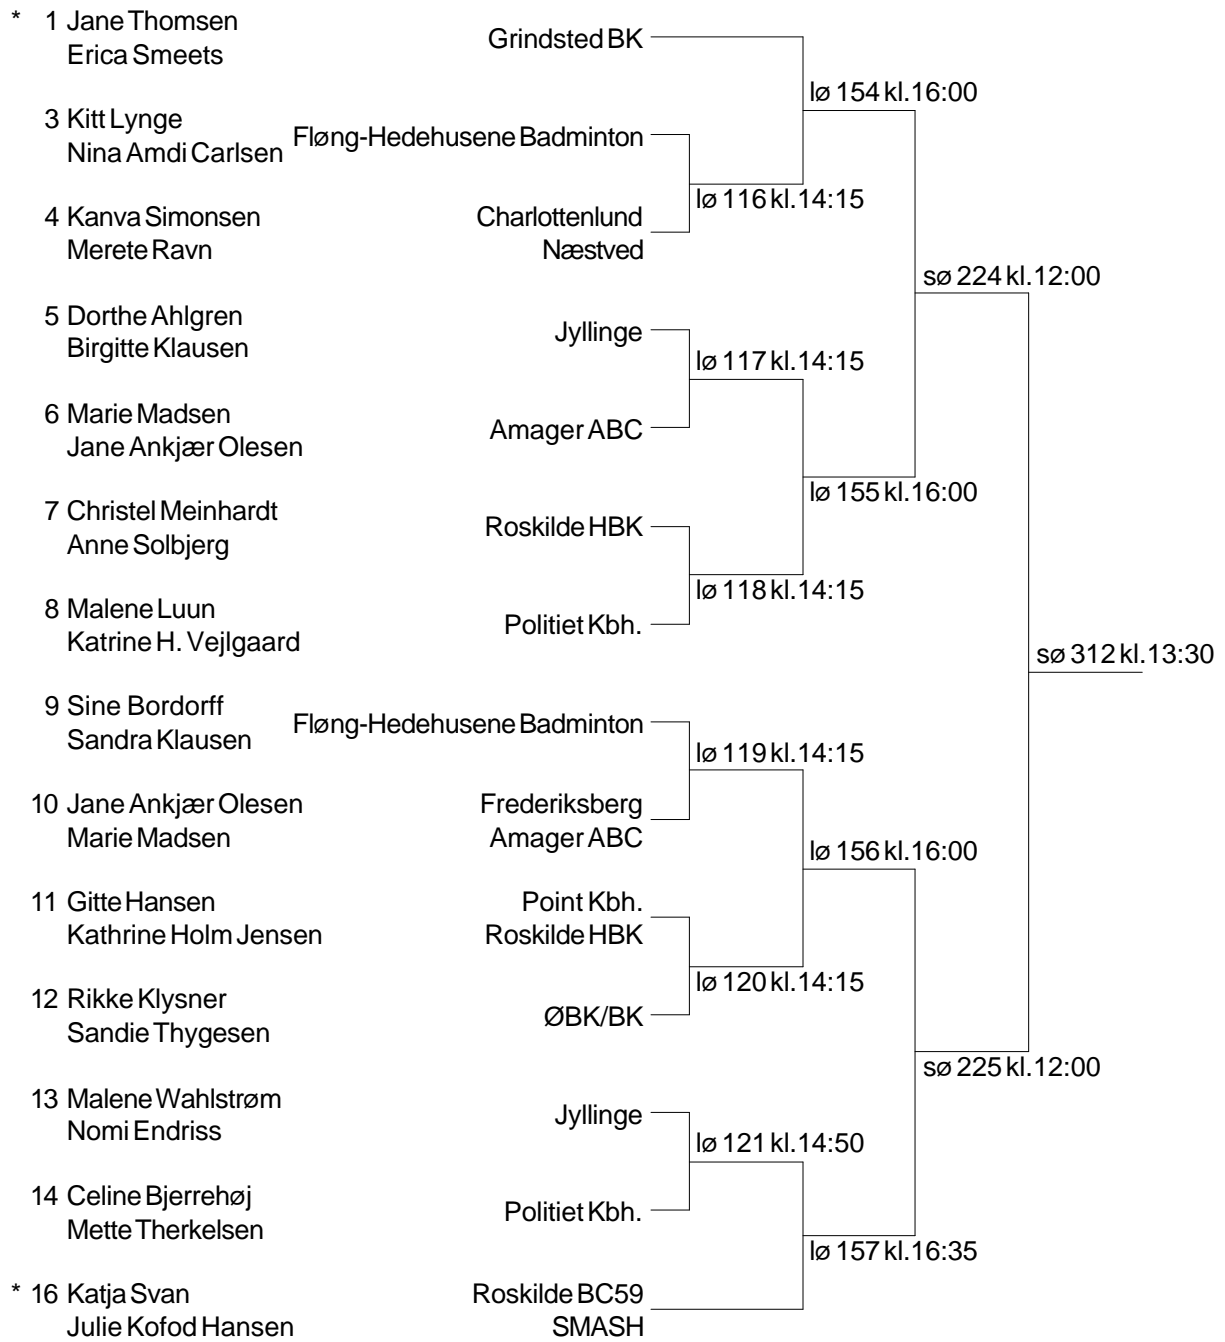 * 1 Jane Thomsen Grindsted BK
Erica Smeets
lø 154 kl.16:00
3 Kitt Lynge Fløng-Hedehusene Badminton
Nina Amdi Carlsen
lø 116 kl.14:15
4 Kanva Simonsen Charlottenlund
Merete Ravn Næstved
sø 224 kl.12:00
5 Dorthe Ahlgren Jyllinge
Birgitte Klausen
lø 117 kl.14:15
6 Marie Madsen Amager ABC
Jane Ankjær Olesen
lø 155 kl.16:00
7 Christel Meinhardt Roskilde HBK
Anne Solbjerg
lø 118 kl.14:15
8 Malene Luun Politiet Kbh.
Katrine H. Vejlgaard
sø 312 kl.13:30
9 Sine Bordorff Fløng-Hedehusene Badminton
Sandra Klausen
lø 119 kl.14:15
10 Jane Ankjær Olesen Frederiksberg
Marie Madsen Amager ABC
lø 156 kl.16:00
11 Gitte Hansen Point Kbh.
Kathrine Holm Jensen Roskilde HBK
lø 120 kl.14:15
12 Rikke Klysner ØBK/BK
Sandie Thygesen
sø 225 kl.12:00
13 Malene Wahlstrøm Jyllinge
Nomi Endriss
lø 121 kl.14:50
14 Celine Bjerrehøj Politiet Kbh.
Mette Therkelsen
lø 157 kl.16:35
* 16 Katja Svan Roskilde BC59
Julie Kofod Hansen SMASH